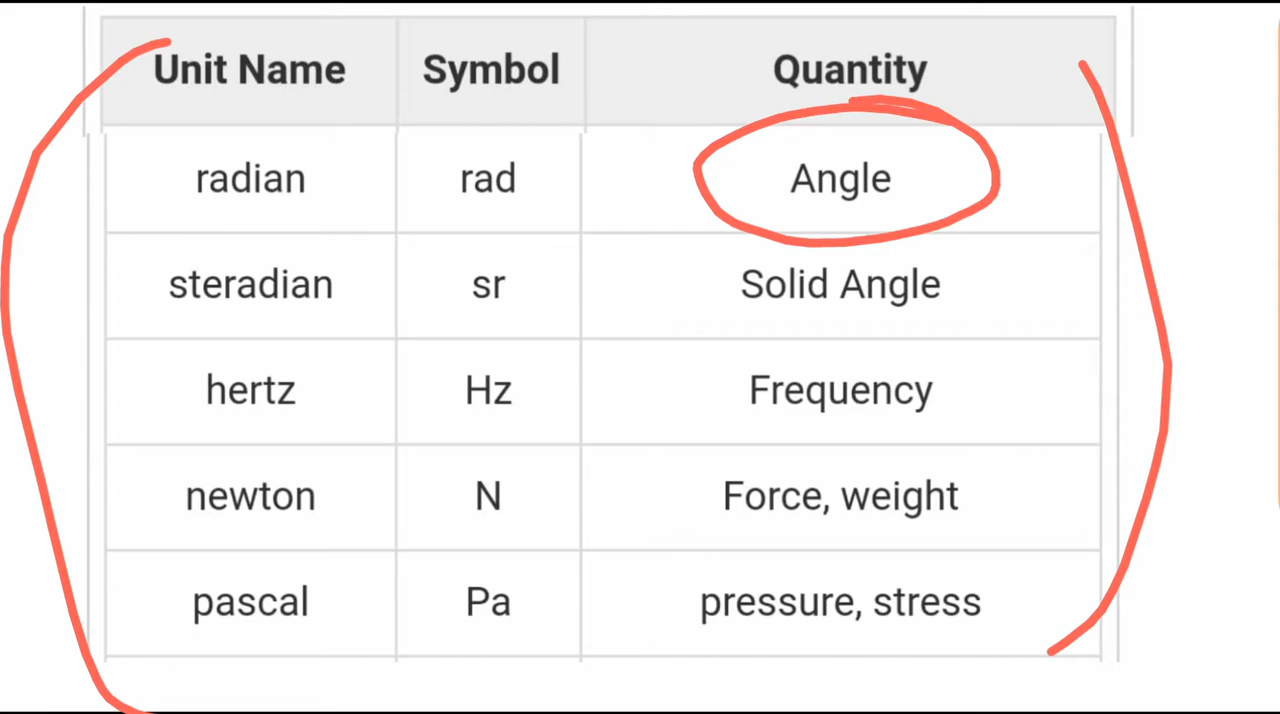 Unit Name Symbol Quantity
radian rad Angle
steradian sr Solid Angle
hertz Hz Frequency
newton N Force, weight
pascal Pa pressure, stress